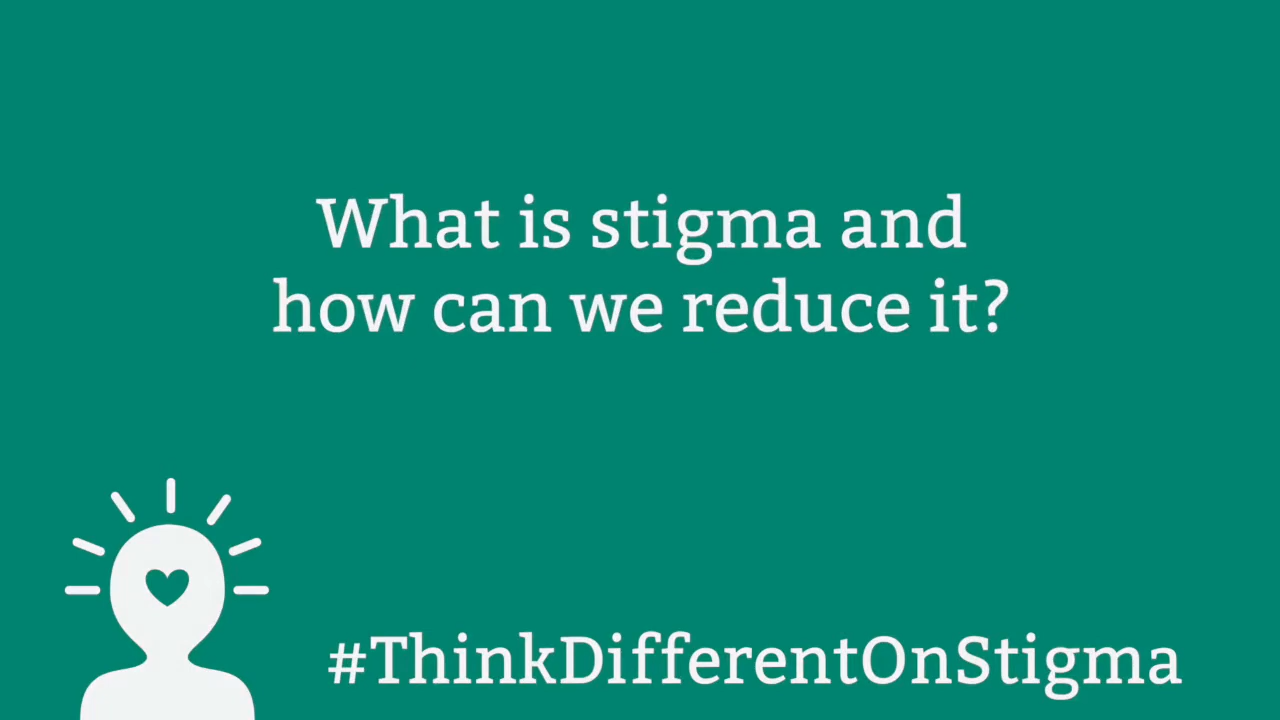 What is stigma and
how can we reduce it?
#ThinkDifferentOnStigma